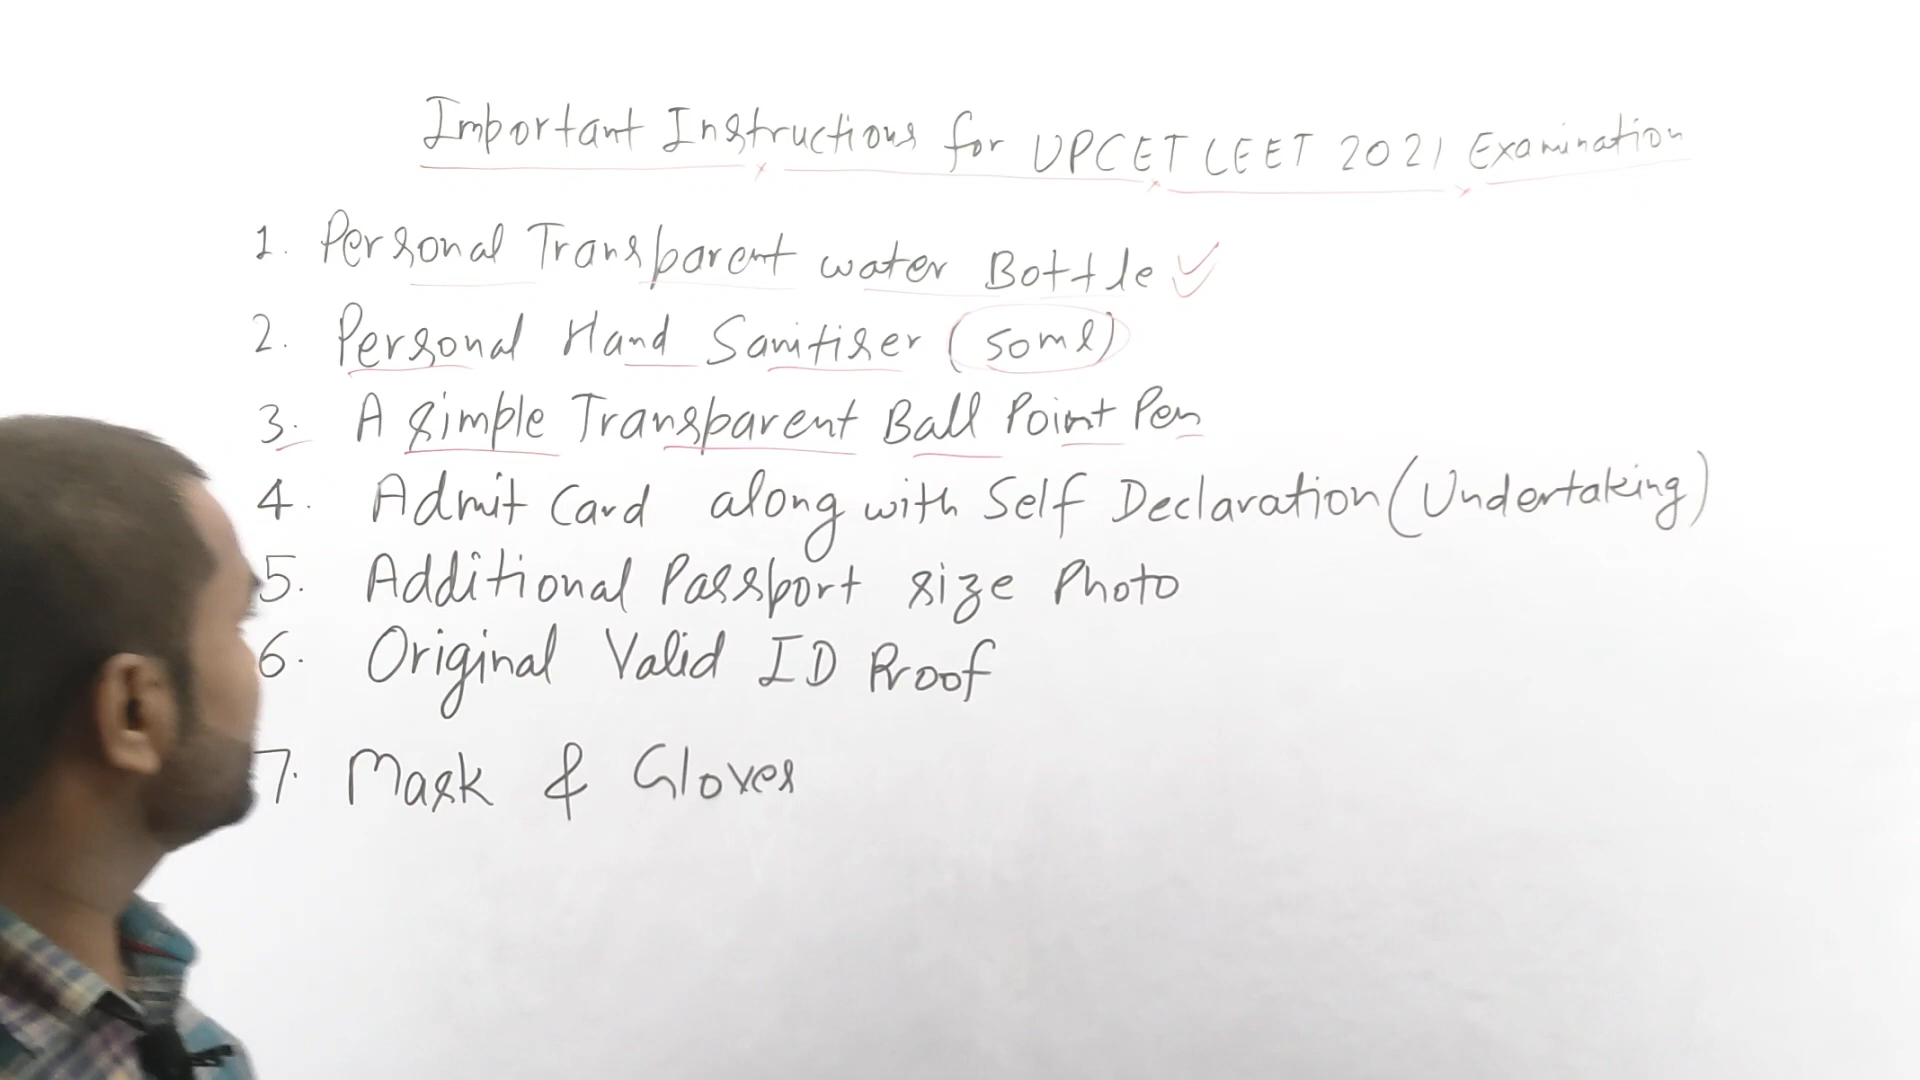 Important Instructions for UPCET LEET 2021 Examination
1. Personal Transparent water Bottle
2. Personal Hand Sanitiser (50ml)
3. A simple Transparent Ball Point Pen
4. Admit Card along with Self Declaration (Undertaking)
5. Additional Passport size Photo
6. Original Valid ID Proof
7. Mask & Gloves